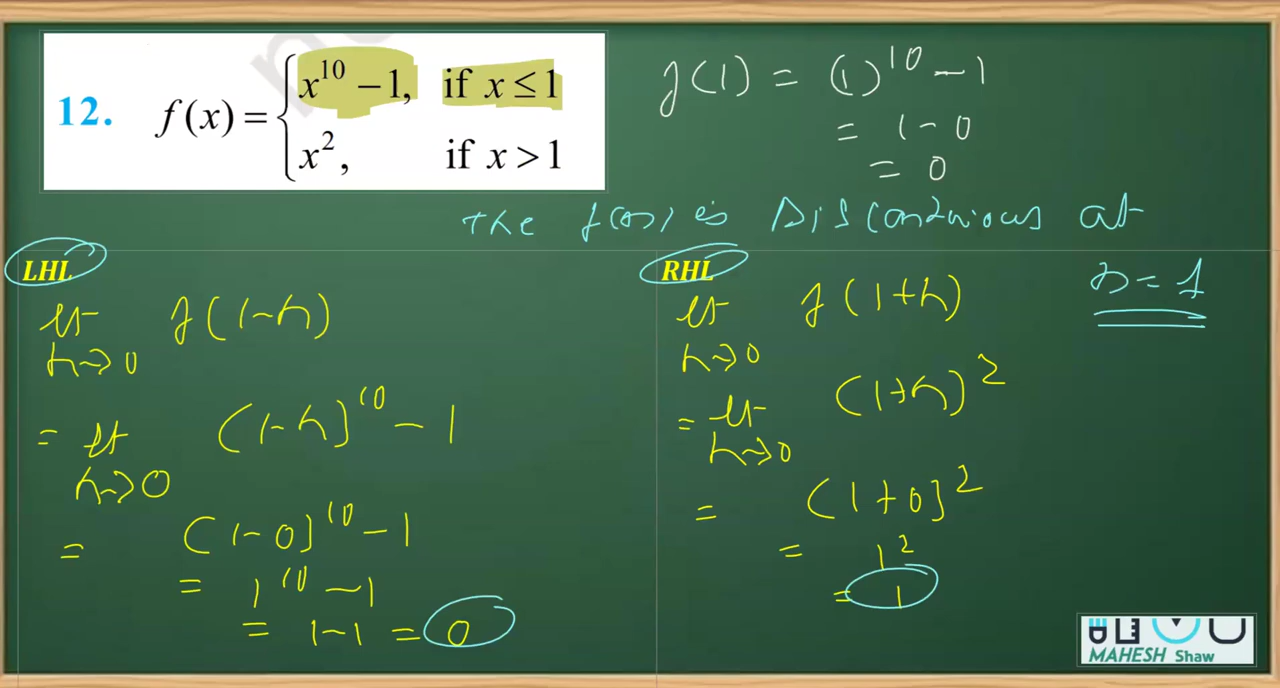 12. f(x) = { x^10 − 1, if x ≤ 1
x^2, if x > 1
f(1) = (1)^10 − 1
= 1 − 0
= 0
The f(x) is Discontinuous at
x = 1
LHL
lt f(1−h)
h→0
= lt (1−h)^10 − 1
h→0
= (1−0)^10 − 1
= 1^10 − 1
= 1−1 = 0
RHL
lt f(1+h)
h→0
= lt (1+h)^2
h→0
= (1+0)^2
= 1^2
= 1
MAHESH Shaw